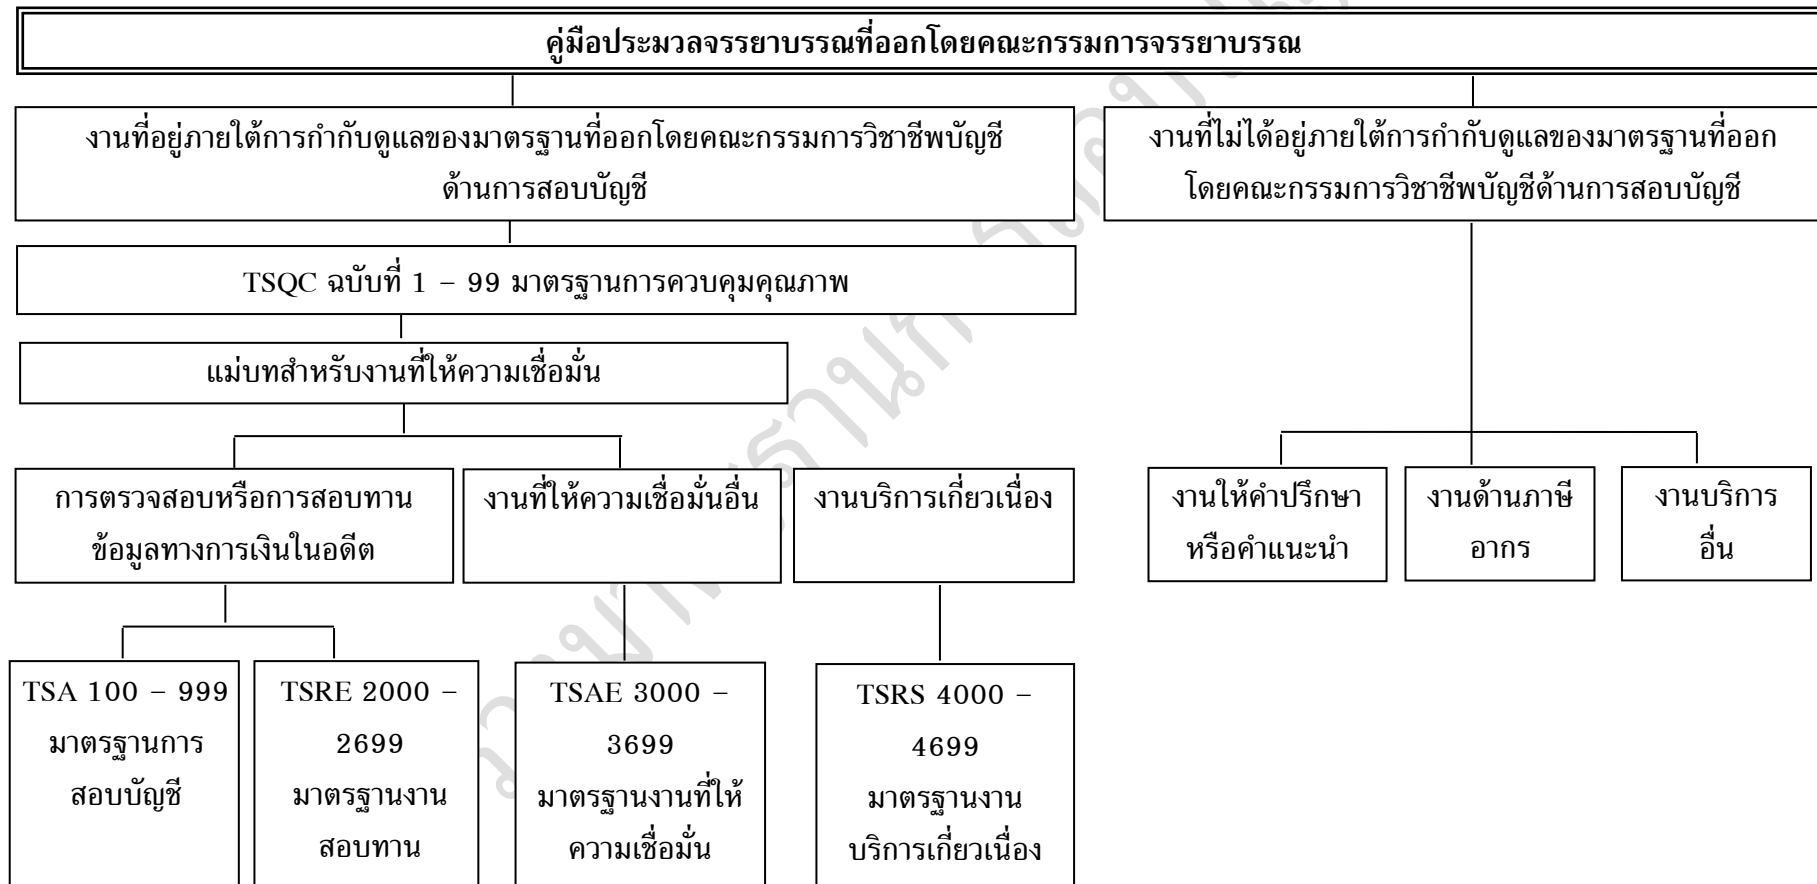 คู่มือประมวลจรรยาบรรณที่ออกโดยคณะกรรมการจรรยาบรรณ
งานที่อยู่ภายใต้การกำกับดูแลของมาตรฐานที่ออกโดยคณะกรรมการวิชาชีพบัญชี
ด้านการสอบบัญชี
งานที่ไม่ได้อยู่ภายใต้การกำกับดูแลของมาตรฐานที่ออก
โดยคณะกรรมการวิชาชีพบัญชีด้านการสอบบัญชี
TSQC ฉบับที่ 1 – 99 มาตรฐานการควบคุมคุณภาพ
แม่บทสำหรับงานที่ให้ความเชื่อมั่น
การตรวจสอบหรือการสอบทาน
ข้อมูลทางการเงินในอดีต
งานที่ให้ความเชื่อมั่นอื่น
งานบริการเกี่ยวเนื่อง
งานให้คำปรึกษา
หรือคำแนะนำ
งานด้านภาษี
อากร
งานบริการ
อื่น
TSA 100 – 999
มาตรฐานการ
สอบบัญชี
TSRE 2000 –
2699
มาตรฐานงาน
สอบทาน
TSAE 3000 –
3699
มาตรฐานงานที่ให้
ความเชื่อมั่น
TSRS 4000 –
4699
มาตรฐานงาน
บริการเกี่ยวเนื่อง